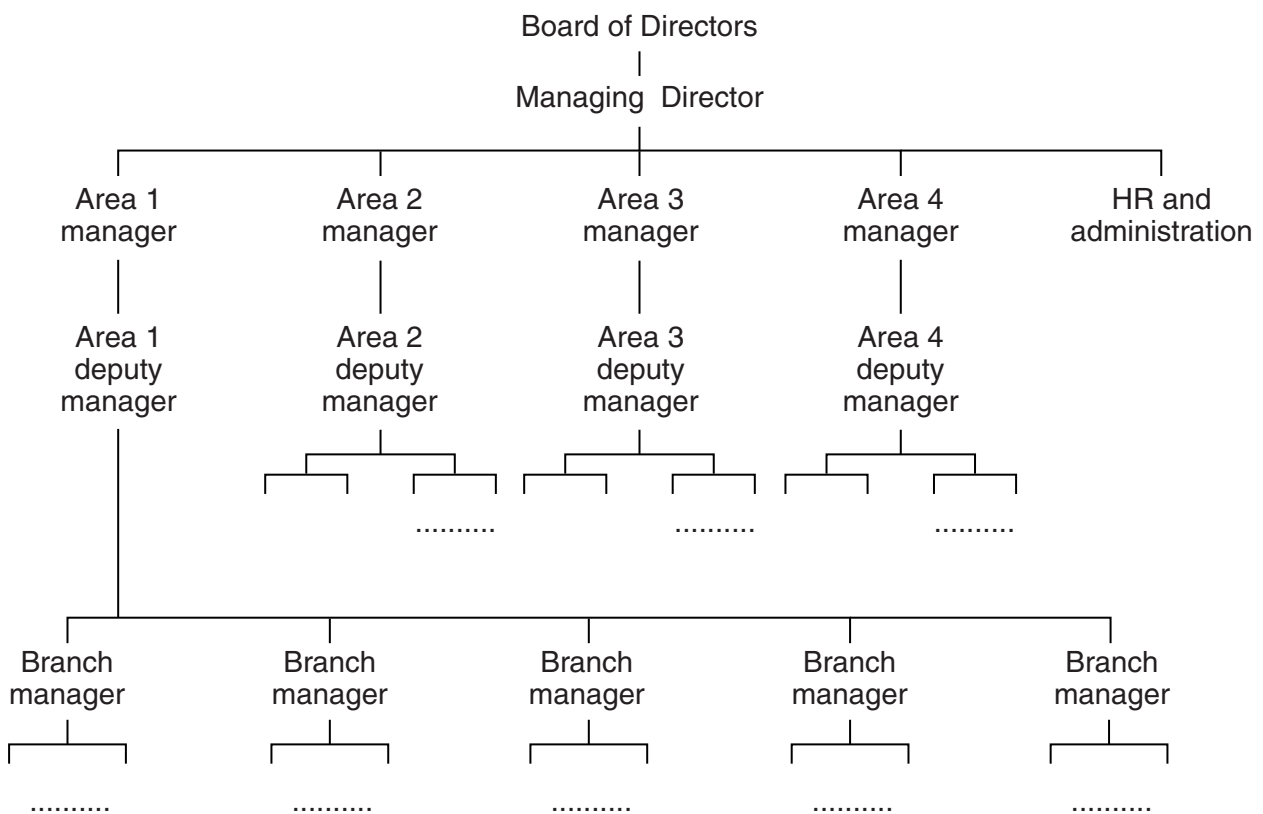 Board of Directors
Managing Director
Area 1
manager
Area 2
manager
Area 3
manager
Area 4
manager
HR and
administration
Area 1
deputy
manager
Area 2
deputy
manager
Area 3
deputy
manager
Area 4
deputy
manager
..........
..........
..........
Branch
manager
Branch
manager
Branch
manager
Branch
manager
Branch
manager
..........
..........
..........
..........
..........